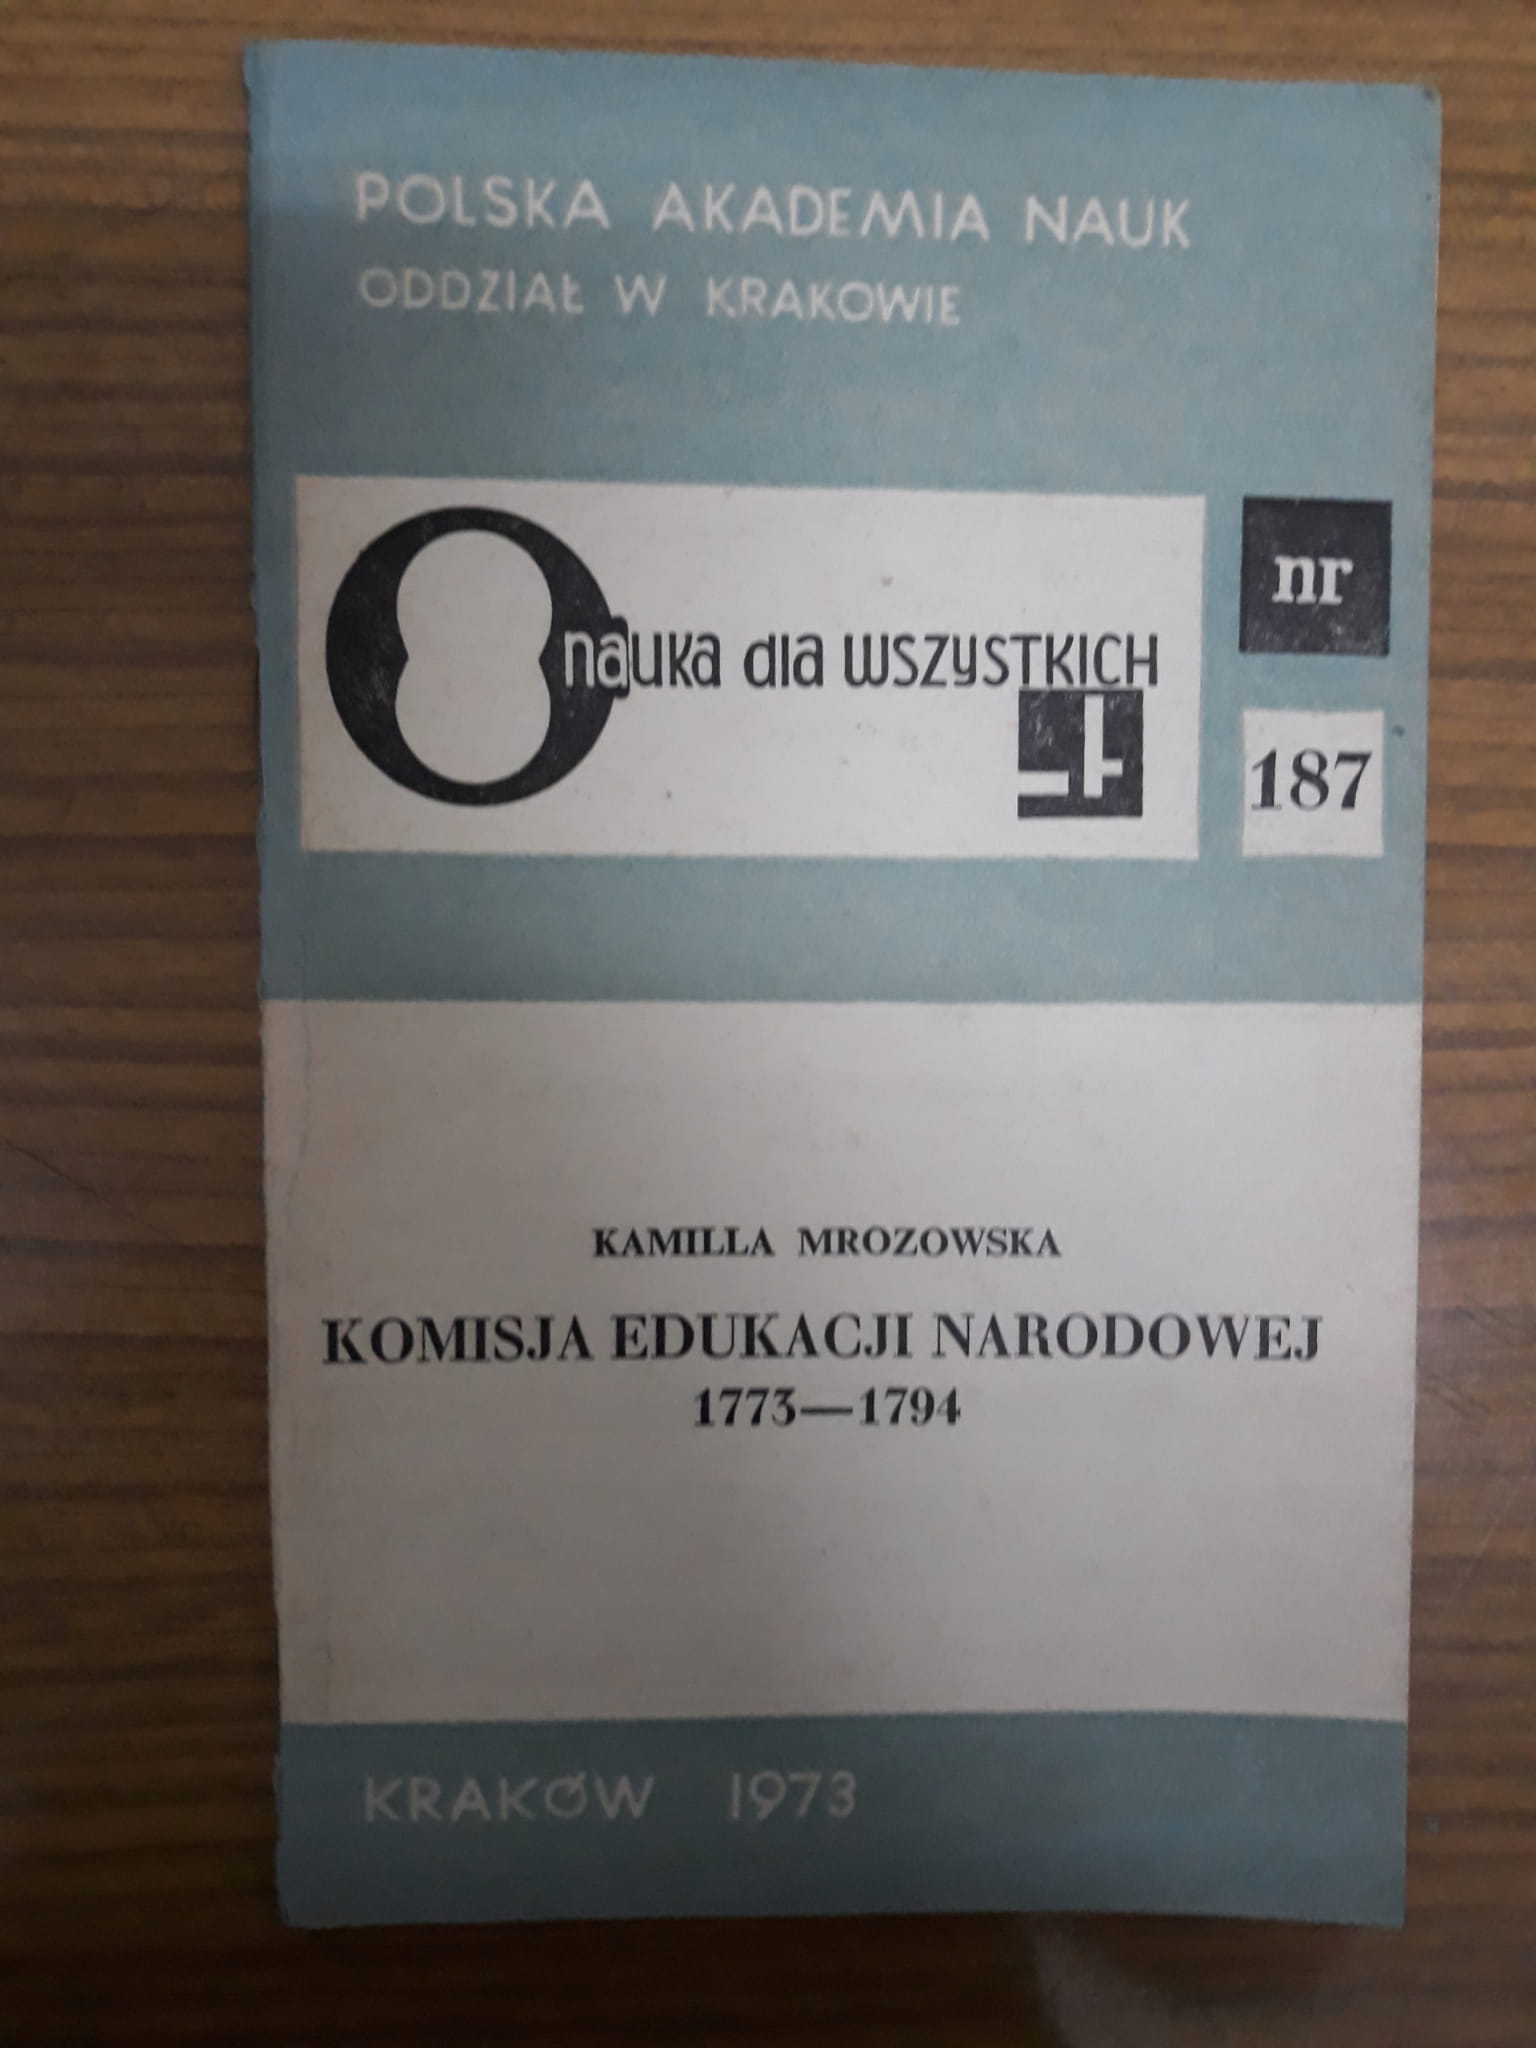 POLSKA AKADEMIA NAUK
ODDZIAŁ W KRAKOWIE
nauka dla wszystkich
nr
187
KAMILLA MROZOWSKA
KOMISJA EDUKACJI NARODOWEJ
1773—1794
KRAKÓW 1973